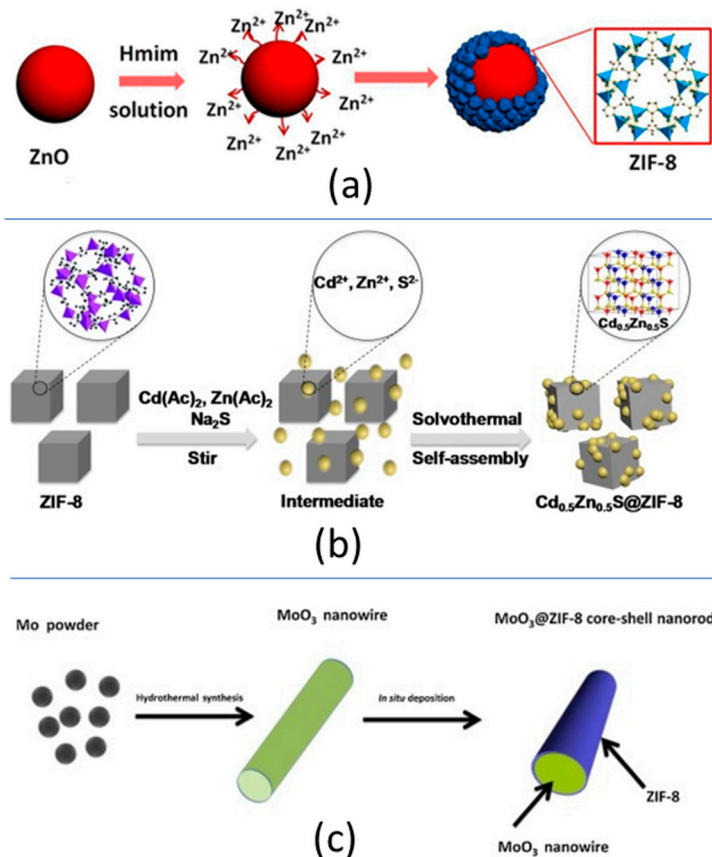 Hmim
solution
ZnO
Zn²⁺ Zn²⁺
Zn²⁺ Zn²⁺
Zn²⁺ Zn²⁺
Zn²⁺ Zn²⁺
Zn²⁺ Zn²⁺
ZIF-8
(a)
Cd²⁺, Zn²⁺, S²⁻
Cd₀.₅Zn₀.₅S
Cd(Ac)₂, Zn(Ac)₂
Na₂S
Stir
Solvothermal
Self-assembly
ZIF-8
Intermediate
Cd₀.₅Zn₀.₅S@ZIF-8
(b)
Mo powder
MoO₃ nanowire
MoO₃@ZIF-8 core-shell nanorod
Hydrothermal synthesis
In situ deposition
ZIF-8
MoO₃ nanowire
(c)